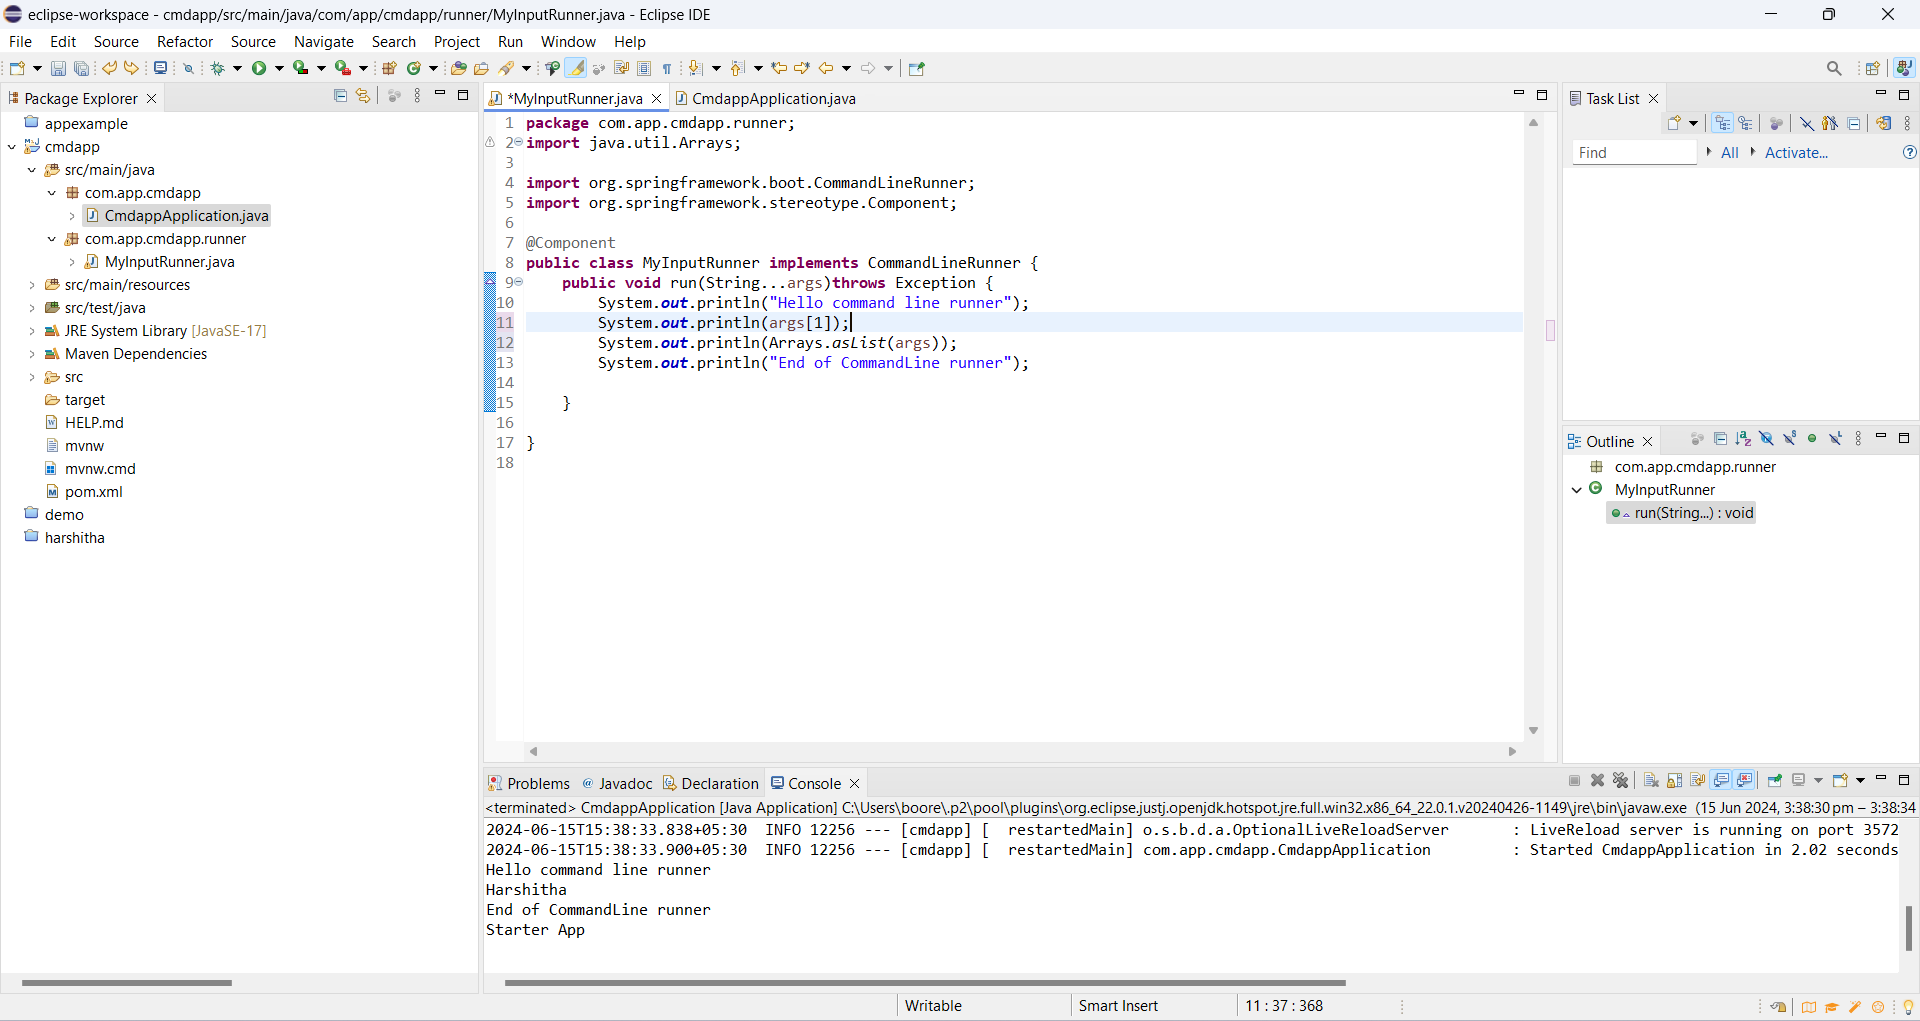 eclipse-workspace - cmdapp/src/main/java/com/app/cmdapp/runner/MyInputRunner.java - Eclipse IDE
File Edit Source Refactor Source Navigate Search Project Run Window Help
Package Explorer
appexample
cmdapp
src/main/java
com.app.cmdapp
CmdappApplication.java
com.app.cmdapp.runner
MyInputRunner.java
src/main/resources
src/test/java
JRE System Library [JavaSE-17]
Maven Dependencies
src
target
HELP.md
mvnw
mvnw.cmd
pom.xml
demo
harshitha
*MyInputRunner.java CmdappApplication.java
1 package com.app.cmdapp.runner;
2 import java.util.Arrays;
3
4 import org.springframework.boot.CommandLineRunner;
5 import org.springframework.stereotype.Component;
6
7 @Component
8 public class MyInputRunner implements CommandLineRunner {
9 public void run(String...args)throws Exception {
10 System.out.println("Hello command line runner");
11 System.out.println(args[1]);
12 System.out.println(Arrays.asList(args));
13 System.out.println("End of CommandLine runner");
14
15 }
16
17 }
18
Task List
Find All Activate...
Outline
com.app.cmdapp.runner
MyInputRunner
run(String...) : void
Problems Javadoc Declaration Console
<terminated> CmdappApplication [Java Application] C:\Users\boore\.p2\pool\plugins\org.eclipse.justj.openjdk.hotspot.jre.full.win32.x86_64_22.0.1.v20240426-1149\jre\bin\javaw.exe (15 Jun 2024, 3:38:30 pm – 3:38:34
2024-06-15T15:38:33.838+05:30 INFO 12256 --- [cmdapp] [ restartedMain] o.s.b.d.a.OptionalLiveReloadServer : LiveReload server is running on port 3572
2024-06-15T15:38:33.900+05:30 INFO 12256 --- [cmdapp] [ restartedMain] com.app.cmdapp.CmdappApplication : Started CmdappApplication in 2.02 seconds
Hello command line runner
Harshitha
End of CommandLine runner
Starter App
Writable Smart Insert 11 : 37 : 368